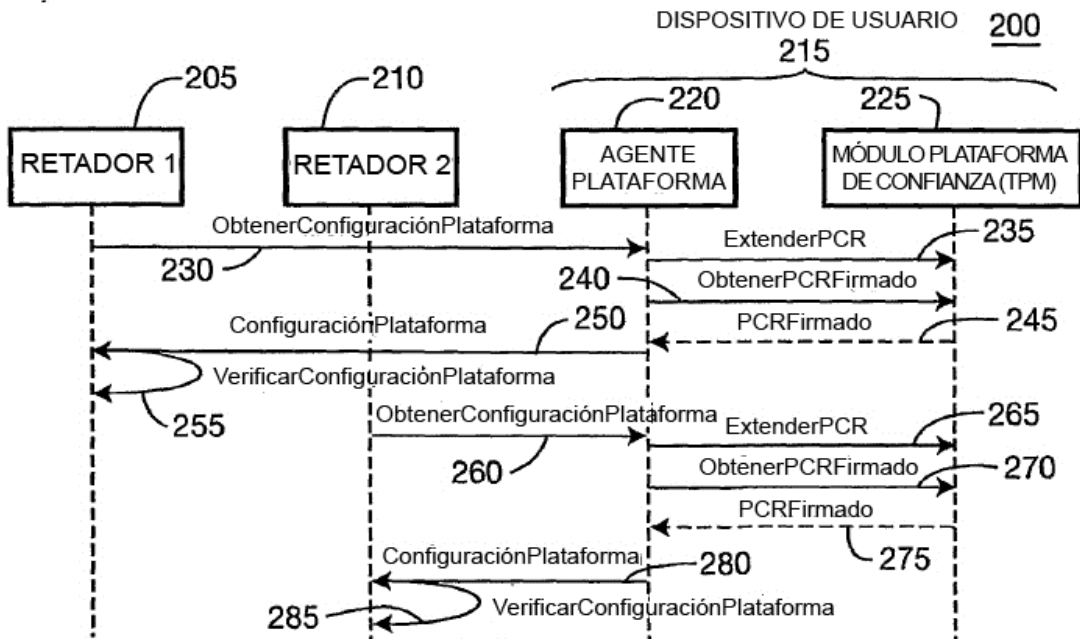 DISPOSITIVO DE USUARIO
200
215
205
210
220
225
RETADOR 1
RETADOR 2
AGENTE
PLATAFORMA
MÓDULO PLATAFORMA
DE CONFIANZA (TPM)
ObtenerConfiguraciónPlataforma
230
ExtenderPCR
235
240
ObtenerPCRFirmado
ConfiguraciónPlataforma
250
PCRFirmado
245
VerificarConfiguraciónPlataforma
255
ObtenerConfiguraciónPlataforma
260
ExtenderPCR
265
ObtenerPCRFirmado
270
PCRFirmado
275
ConfiguraciónPlataforma
280
VerificarConfiguraciónPlataforma
285